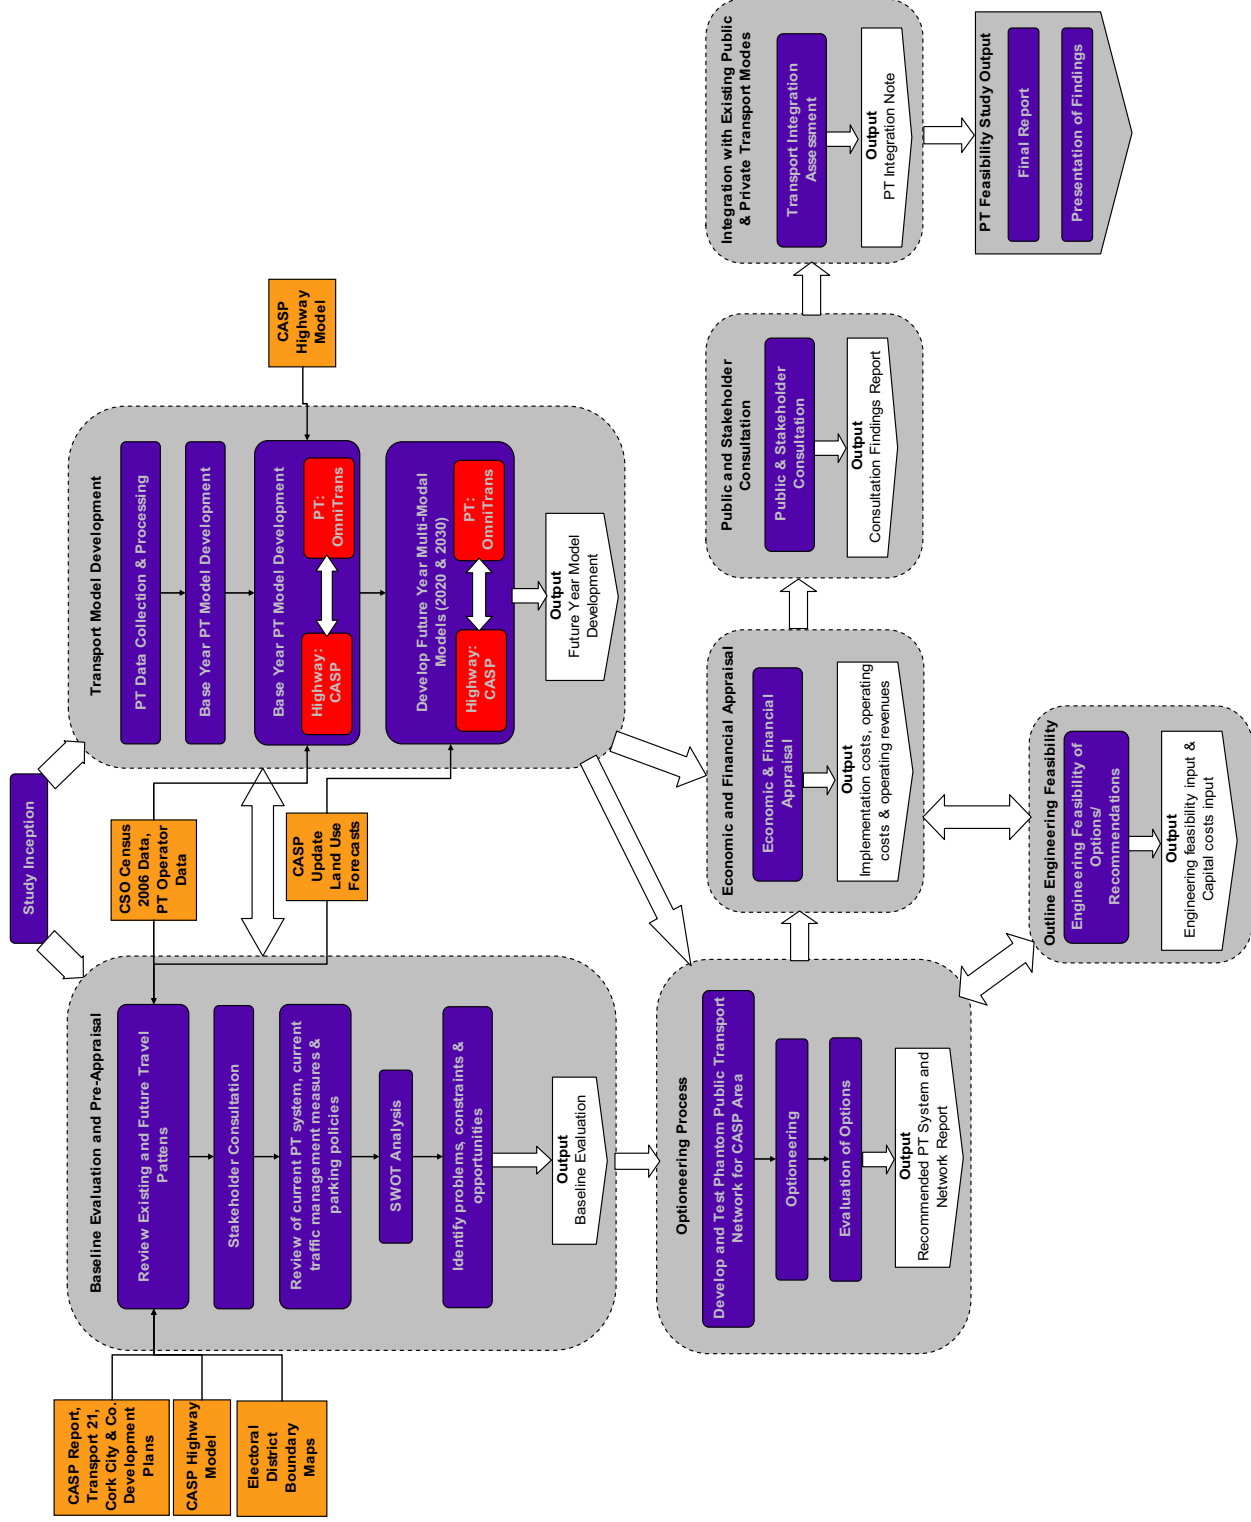 Study Inception
CASP Report,
Transport 21,
Cork City & Co.
Development
Plans
CASP Highway
Model
Electoral
District
Boundary
Maps
Baseline Evaluation and Pre-Appraisal
Review Existing and Future Travel
Pattens
Stakeholder Consultation
Review of current PT system, current
traffic management measures &
parking policies
SWOT Analysis
Identify problems, constraints &
opportunities
Output
Baseline Evaluation
CSO Census
2006 Data,
PT Operator
Data
CASP
Update
Land Use
Forecasts
Transport Model Development
PT Data Collection & Processing
Base Year PT Model Development
Base Year PT Model Development
Highway:
CASP
PT:
OmniTrans
Develop Future Year Multi-Modal
Models (2020 & 2030)
Highway:
CASP
PT:
OmniTrans
Output
Future Year Model
Development
CASP
Highway
Model
Optioneering Process
Develop and Test Phantom Public Transport
Network for CASP Area
Optioneering
Evaluation of Options
Output
Recommended PT System and
Network Report
Economic and Financial Appraisal
Economic & Financial
Appraisal
Output
Implementation costs, operating
costs & operating revenues
Outline Engineering Feasibility
Engineering Feasibility of
Options/
Recommendations
Output
Engineering feasibility input &
Capital costs input
Public and Stakeholder
Consultation
Public & Stakeholder
Consultation
Output
Consultation Findings Report
Integration with Existing Public
& Private Transport Modes
Transport Integration
Assessment
Output
PT Integration Note
PT Feasibility Study Output
Final Report
Presentation of Findings